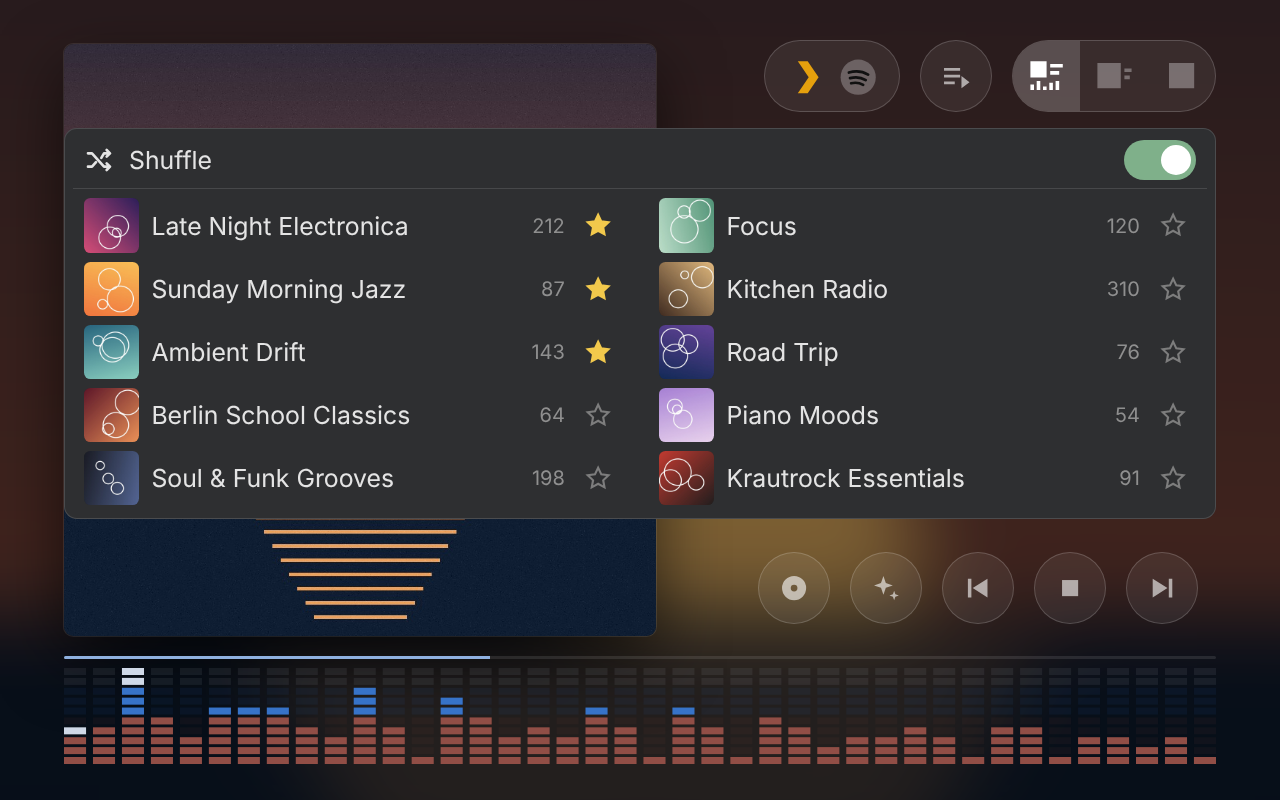 Shuffle
Late Night Electronica 212
Sunday Morning Jazz 87
Ambient Drift 143
Berlin School Classics 64
Soul & Funk Grooves 198
Focus 120
Kitchen Radio 310
Road Trip 76
Piano Moods 54
Krautrock Essentials 91